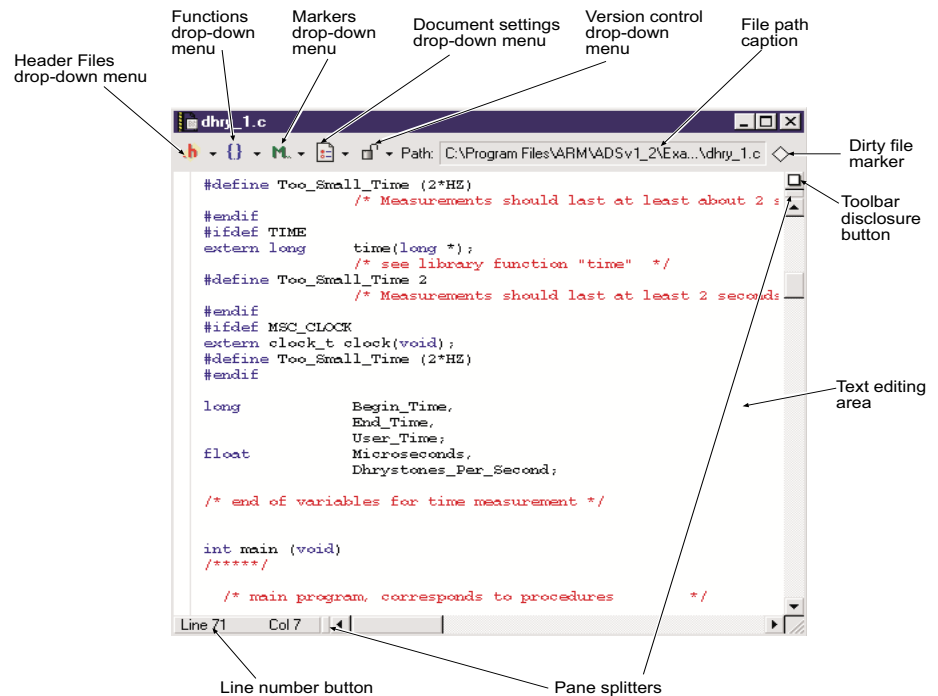 Functions
drop-down
menu
Markers
drop-down
menu
Document settings
drop-down menu
Version control
drop-down
menu
File path
caption
Header Files
drop-down menu
dhry_1.c
.h {} M.. Path: C:\Program Files\ARM\ADSv1_2\Exa...\dhry_1.c
Dirty file
marker
Toolbar
disclosure
button
#define Too_Small_Time (2*HZ)
/* Measurements should last at least about 2 s
#endif
#ifdef TIME
extern long time(long *);
/* see library function "time" */
#define Too_Small_Time 2
/* Measurements should last at least 2 seconds
#endif
#ifdef MSC_CLOCK
extern clock_t clock(void);
#define Too_Small_Time (2*HZ)
#endif
long Begin_Time,
End_Time,
User_Time;
float Microseconds,
Dhrystones_Per_Second;
/* end of variables for time measurement */
int main (void)
/*****/
/* main program, corresponds to procedures */
Text editing
area
Line 71 Col 7
Line number button
Pane splitters